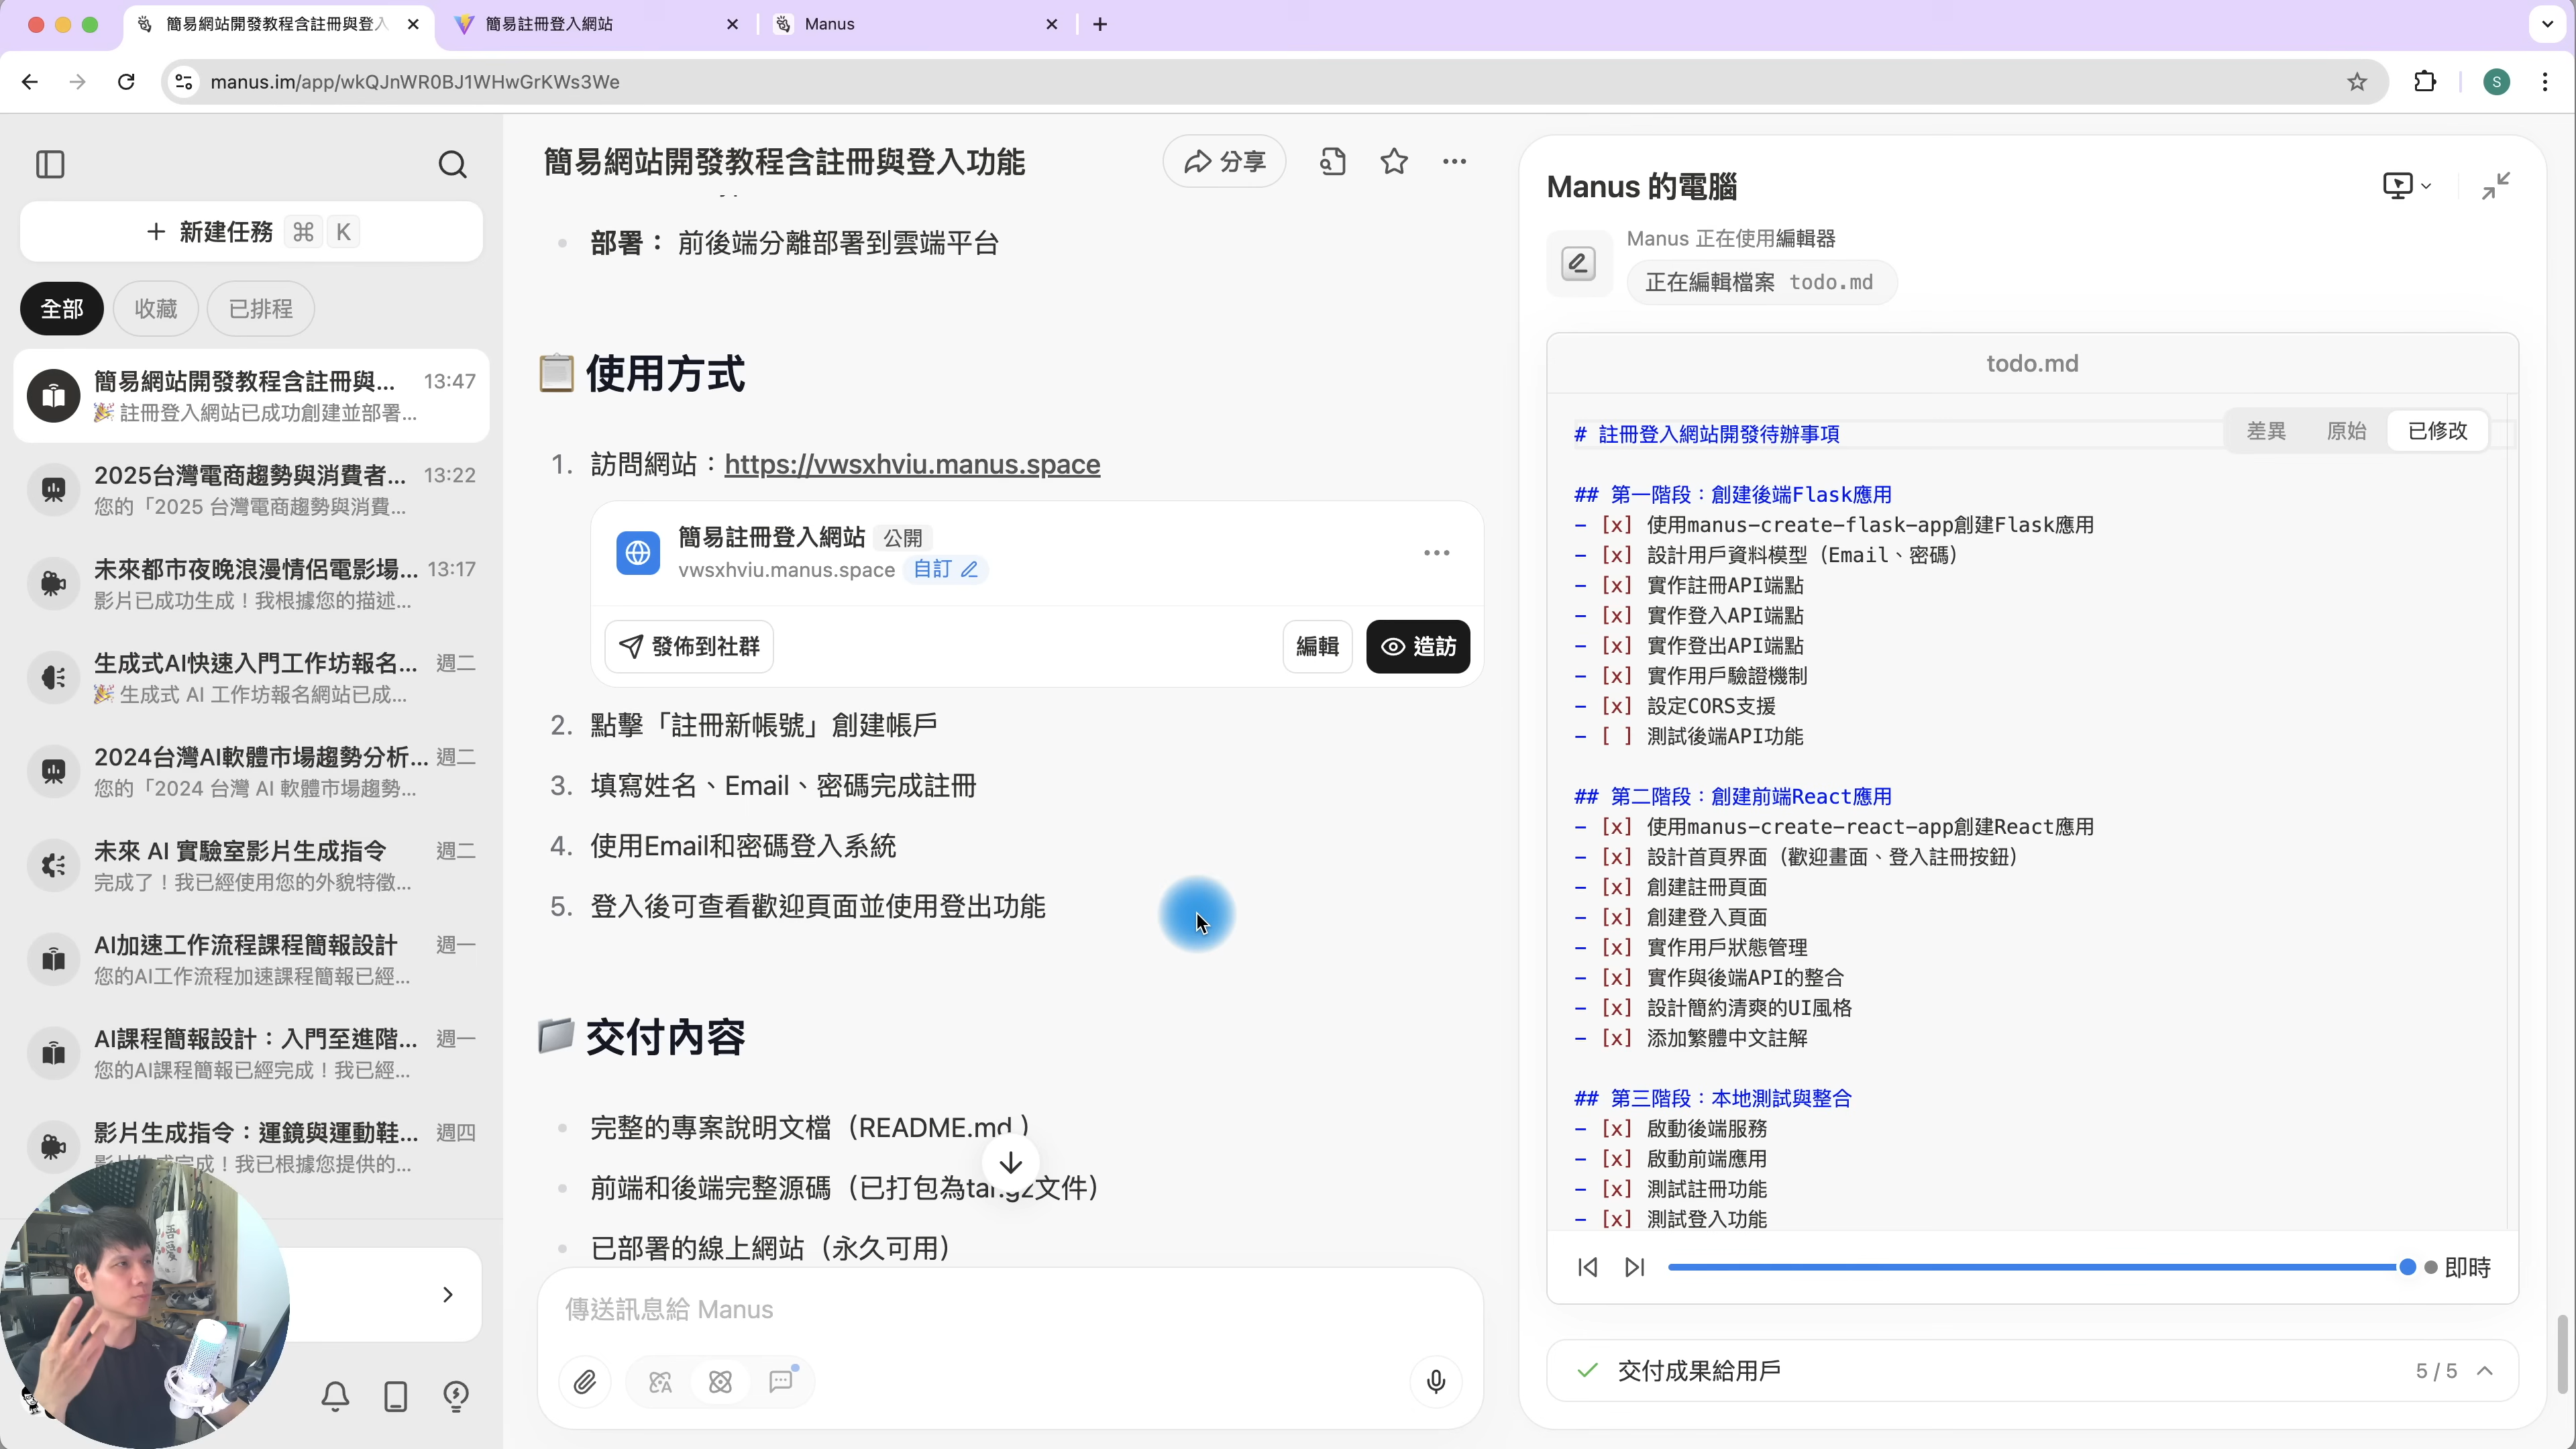 簡易網站開發教程含註冊與登入
簡易註冊登入網站
Manus
manus.im/app/wkQJnWR0BJ1WHwGrKWs3We
S
新建任務 ⌘ K
全部 收藏 已排程
簡易網站開發教程含註冊與... 13:47
🎉 註冊登入網站已成功創建並部署...
2025台灣電商趨勢與消費者... 13:22
您的「2025 台灣電商趨勢與消費...
未來都市夜晚浪漫情侶電影場... 13:17
影片已成功生成！我根據您的描述...
生成式AI快速入門工作坊報名... 週二
🎉 生成式 AI 工作坊報名網站已成...
2024台灣AI軟體市場趨勢分析... 週二
您的「2024 台灣 AI 軟體市場趨勢...
未來 AI 實驗室影片生成指令 週二
完成了！我已經使用您的外貌特徵...
AI加速工作流程課程簡報設計 週一
您的AI工作流程加速課程簡報已經...
AI課程簡報設計：入門至進階... 週一
您的AI課程簡報已經完成！我已經...
影片生成指令：運鏡與運動鞋... 週四
成！我已根據您提供的...
簡易網站開發教程含註冊與登入功能
分享
部署： 前後端分離部署到雲端平台
📋 使用方式
1. 訪問網站：https://vwsxhviu.manus.space
簡易註冊登入網站 公開
vwsxhviu.manus.space 自訂
發佈到社群 編輯 造訪
2. 點擊「註冊新帳號」創建帳戶
3. 填寫姓名、Email、密碼完成註冊
4. 使用Email和密碼登入系統
5. 登入後可查看歡迎頁面並使用登出功能
📁 交付內容
完整的專案說明文檔（README.md）
前端和後端完整源碼（已打包為tar.gz文件）
已部署的線上網站（永久可用）
傳送訊息給 Manus
Manus 的電腦
Manus 正在使用編輯器
正在編輯檔案 todo.md
todo.md
差異 原始 已修改
# 註冊登入網站開發待辦事項
## 第一階段：創建後端Flask應用
- [x] 使用manus-create-flask-app創建Flask應用
- [x] 設計用戶資料模型（Email、密碼）
- [x] 實作註冊API端點
- [x] 實作登入API端點
- [x] 實作登出API端點
- [x] 實作用戶驗證機制
- [x] 設定CORS支援
- [ ] 測試後端API功能
## 第二階段：創建前端React應用
- [x] 使用manus-create-react-app創建React應用
- [x] 設計首頁界面（歡迎畫面、登入註冊按鈕）
- [x] 創建註冊頁面
- [x] 創建登入頁面
- [x] 實作用戶狀態管理
- [x] 實作與後端API的整合
- [x] 設計簡約清爽的UI風格
- [x] 添加繁體中文註解
## 第三階段：本地測試與整合
- [x] 啟動後端服務
- [x] 啟動前端應用
- [x] 測試註冊功能
- [x] 測試登入功能
即時
交付成果給用戶 5 / 5